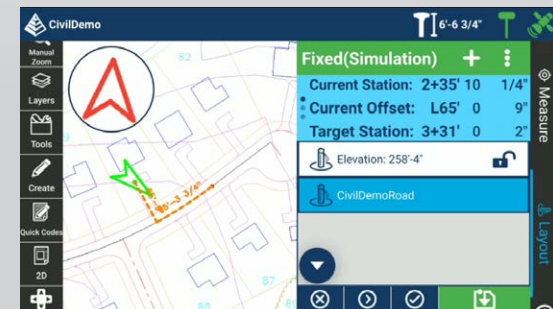 CivilDemo
6'-6 3/4"
Manual
Zoom
Layers
Tools
Create
Quick Codes
2D
82
87
88
Fixed(Simulation)
Current Station: 2+35' 10 1/4"
Current Offset: L65' 0 9"
Target Station: 3+31' 0 2"
Elevation: 258'-4"
CivilDemoRoad
Measure
Layout